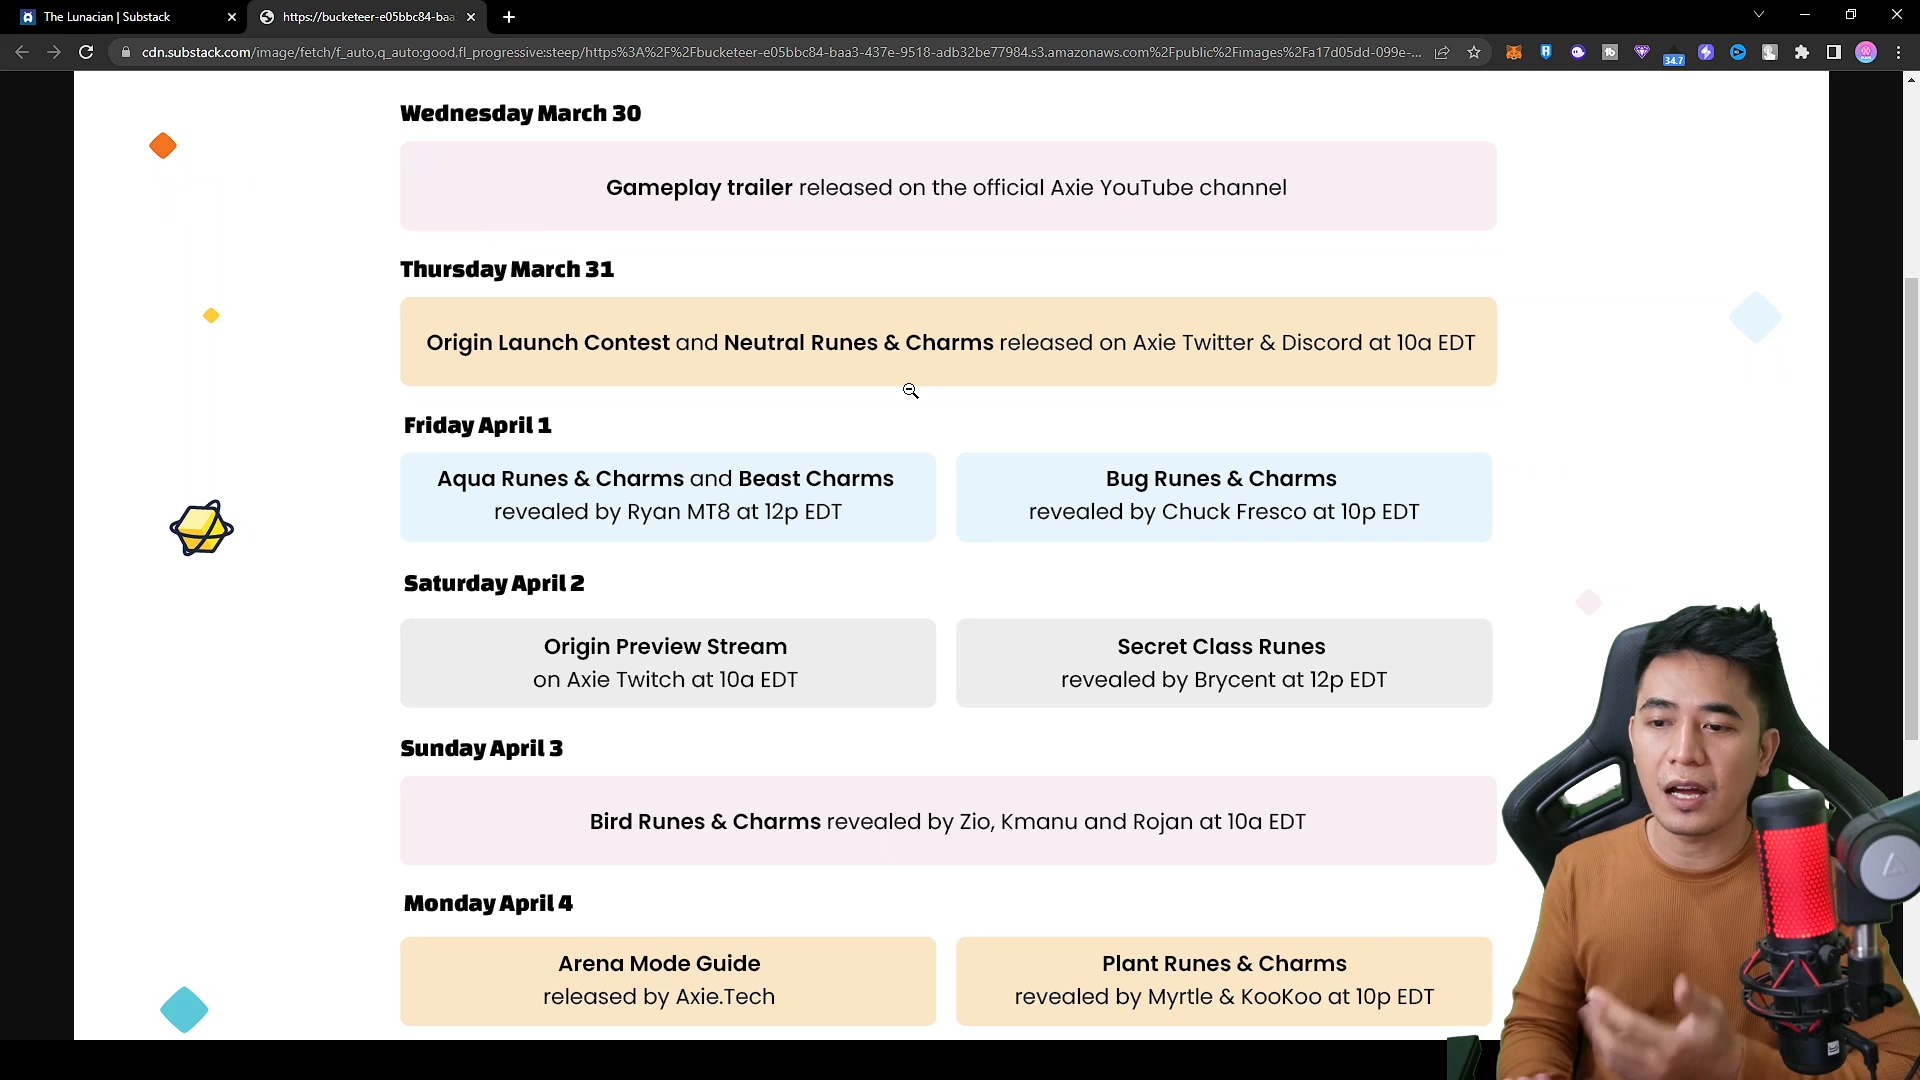 The Lunacian | Substack
https://bucketeer-e05bbc84-baa
cdn.substack.com/image/fetch/f_auto,q_auto:good,fl_progressive:steep/https%3A%2F%2Fbucketeer-e05bbc84-baa3-437e-9518-adb32be77984.s3.amazonaws.com%2Fpublic%2Fimages%2Fa17d05dd-099e-...
34.7
Wednesday March 30
Gameplay trailer released on the official Axie YouTube channel
Thursday March 31
Origin Launch Contest and Neutral Runes & Charms released on Axie Twitter & Discord at 10a EDT
Friday April 1
Aqua Runes & Charms and Beast Charms
revealed by Ryan MT8 at 12p EDT
Bug Runes & Charms
revealed by Chuck Fresco at 10p EDT
Saturday April 2
Origin Preview Stream
on Axie Twitch at 10a EDT
Secret Class Runes
revealed by Brycent at 12p EDT
Sunday April 3
Bird Runes & Charms revealed by Zio, Kmanu and Rojan at 10a EDT
Monday April 4
Arena Mode Guide
released by Axie.Tech
Plant Runes & Charms
revealed by Myrtle & KooKoo at 10p EDT